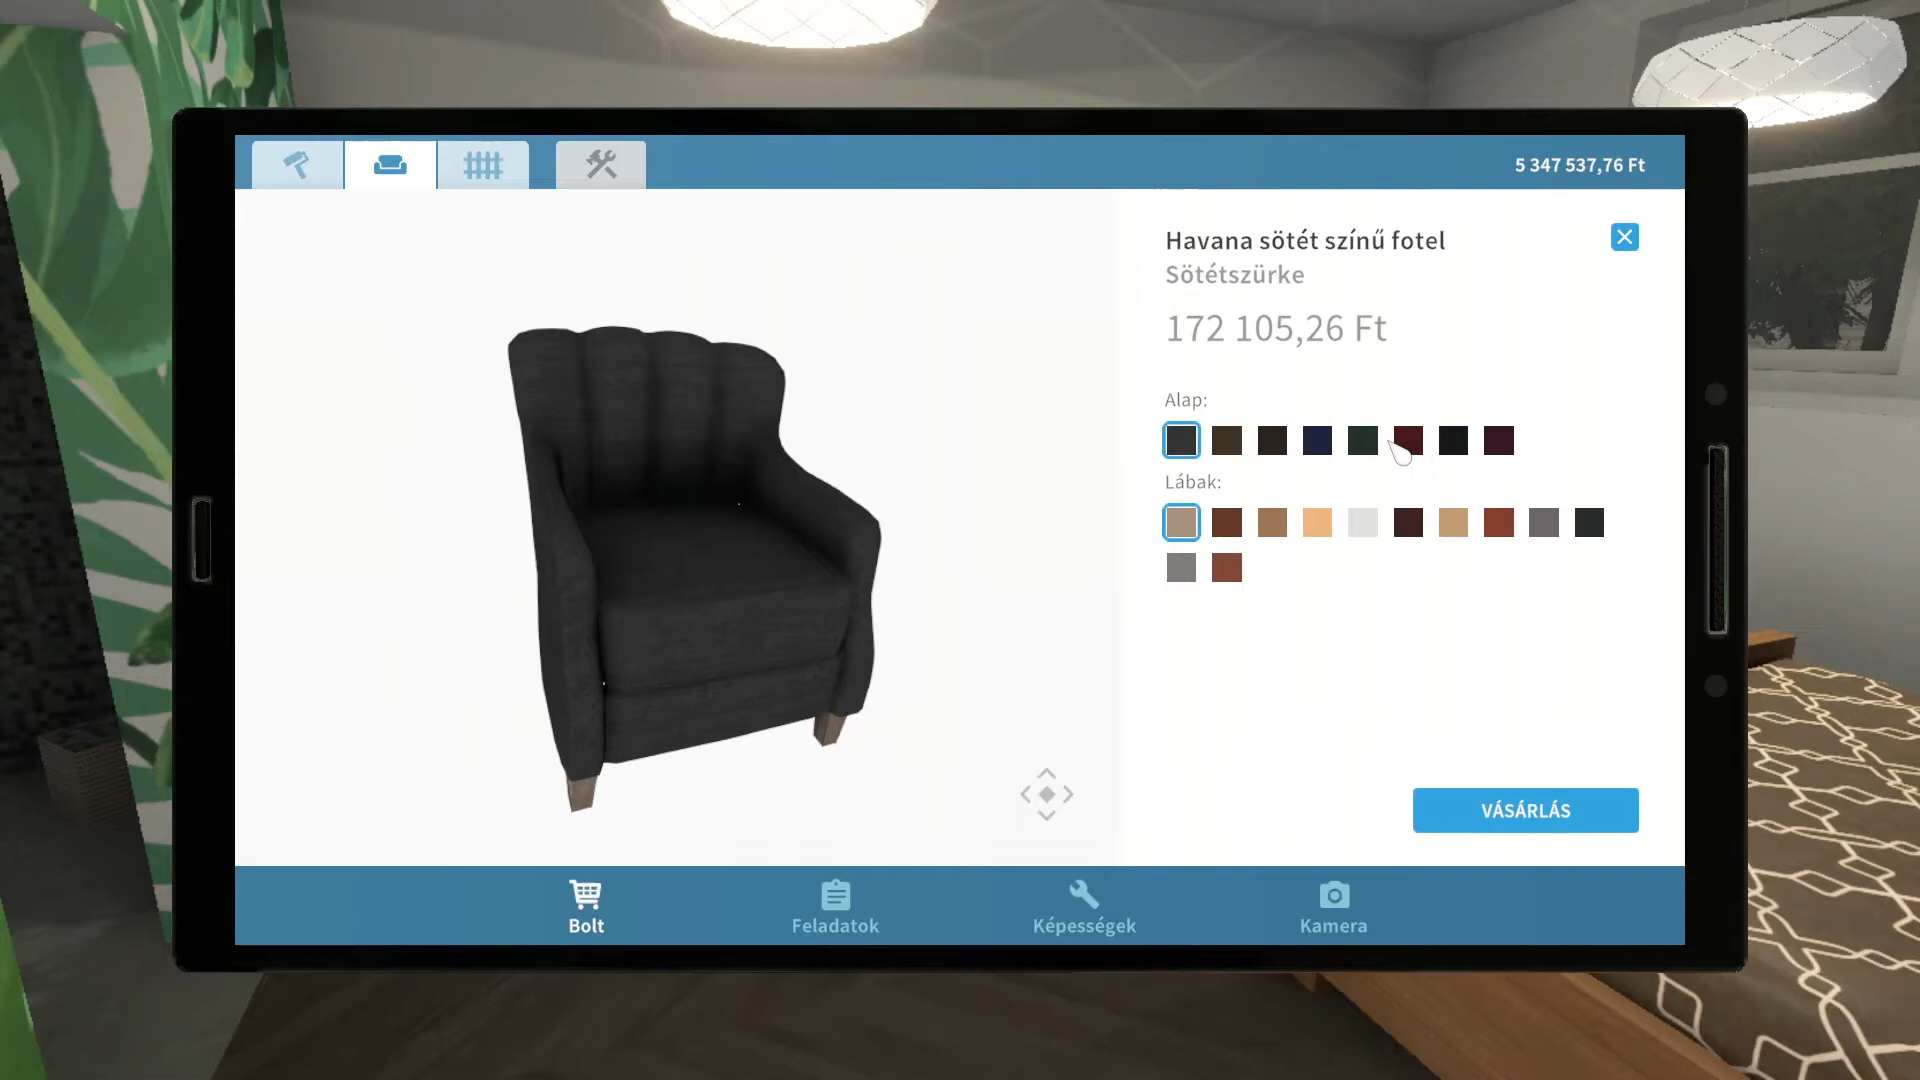 5 347 537,76 Ft
Havana sötét színű fotel
Sötétszürke
172 105,26 Ft
Alap:
Lábak:
VÁSÁRLÁS
Bolt
Feladatok
Képességek
Kamera